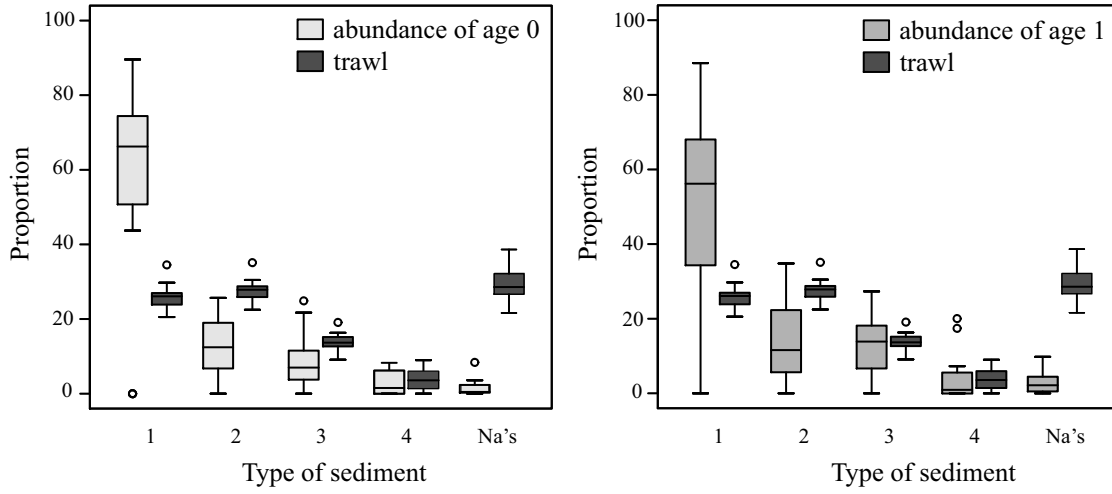 100
80
60
40
20
0
Proportion
abundance of age 0
trawl
1 2 3 4 Na's
Type of sediment
100
80
60
40
20
0
Proportion
abundance of age 1
trawl
1 2 3 4 Na's
Type of sediment